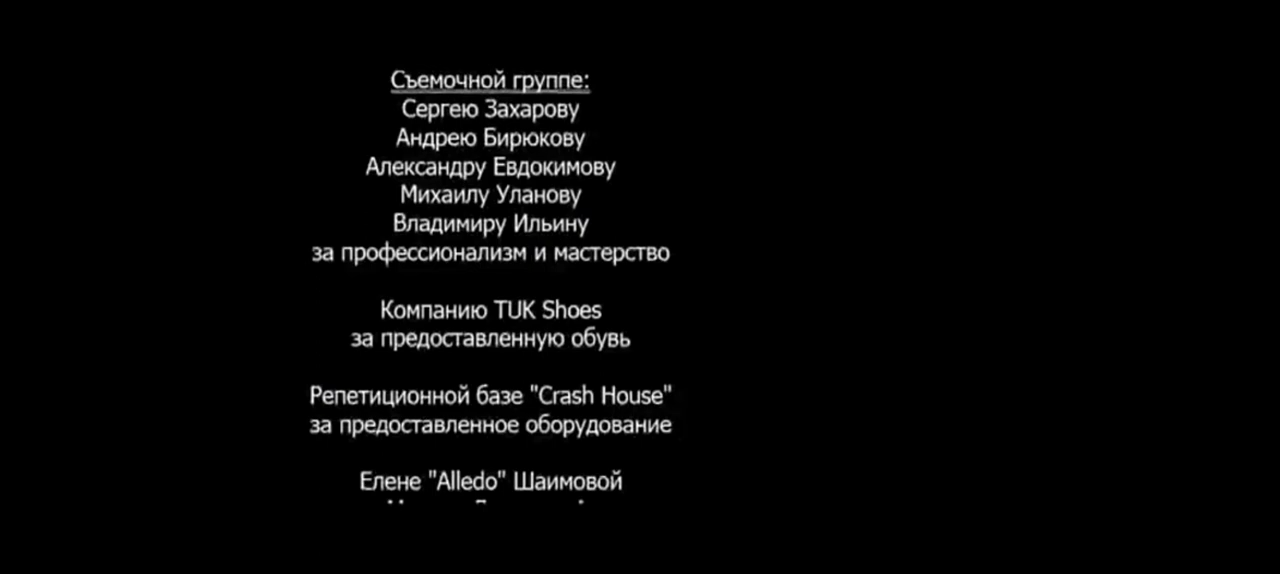 Съемочной группе:
Сергею Захарову
Андрею Бирюкову
Александру Евдокимову
Михаилу Уланову
Владимиру Ильину
за профессионализм и мастерство
Компанию TUK Shoes
за предоставленную обувь
Репетиционной базе "Crash House"
за предоставленное оборудование
Елене "Alledo" Шаимовой